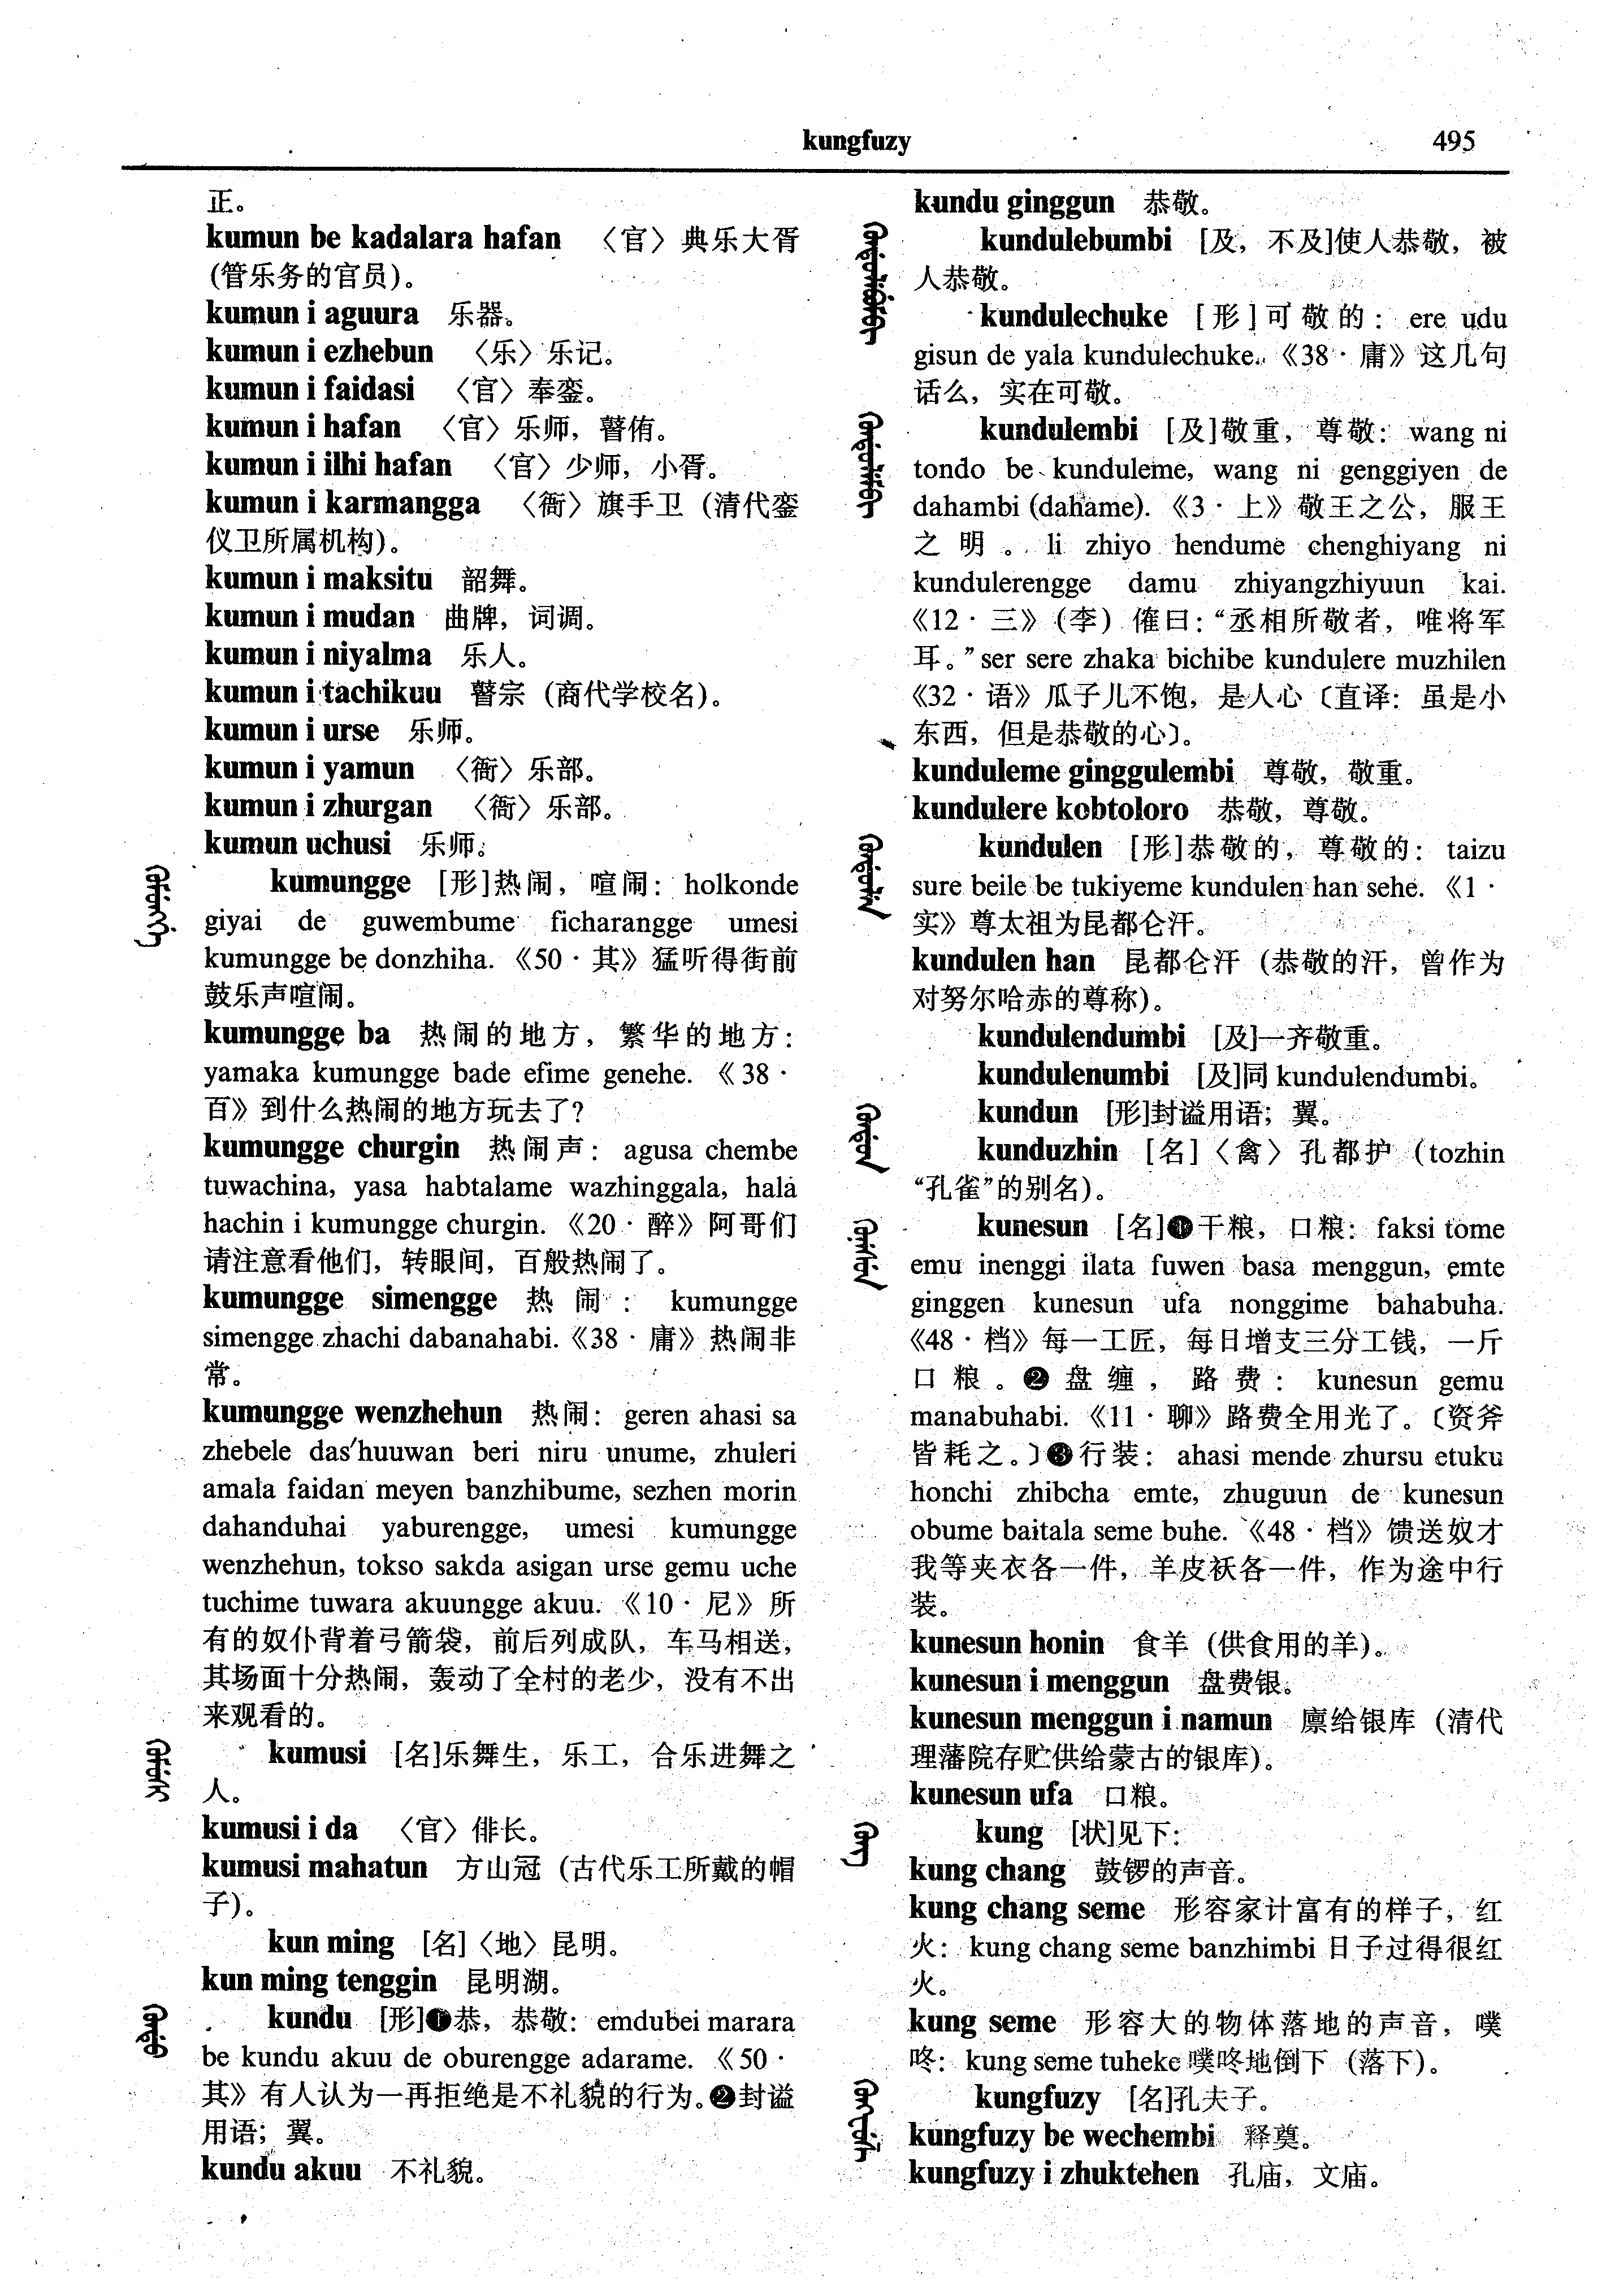 kungfuzy
495
正。
kumun be kadalara hafan 〈官〉典乐大胥
(管乐务的官员)。
kumun i aguura 乐器。
kumun i ezhebun 〈乐〉乐记。
kumun i faidasi 〈官〉奉銮。
kumun i hafan 〈官〉乐师，瞽侑。
kumun i ilhi hafan 〈官〉少师，小胥。
kumun i karmangga 〈衙〉旗手卫（清代銮
仪卫所属机构）。
kumun i maksitu 韶舞。
kumun i mudan 曲牌，词调。
kumun i niyalma 乐人。
kumun i tachikuu 瞽宗（商代学校名）。
kumun i urse 乐师。
kumun i yamun 〈衙〉乐部。
kumun i zhurgan 〈衙〉乐部。
kumun uchusi 乐师。
kumungge [形]热闹，喧闹：holkonde
giyai de guwembume ficharangge umesi
kumungge be donzhiha.《50·其》猛听得街前
鼓乐声喧闹。
kumungge ba 热闹的地方，繁华的地方：
yamaka kumungge bade efime genehe.《38·
百》到什么热闹的地方玩去了?
kumungge churgin 热闹声：agusa chembe
tuwachina, yasa habtalame wazhinggala, hala
hachin i kumungge churgin.《20·醉》阿哥们
请注意看他们，转眼间，百般热闹了。
kumungge simengge 热闹：kumungge
simengge zhachi dabanahabi.《38·庸》热闹非
常。
kumungge wenzhehun 热闹：geren ahasi sa
zhebele das'huuwan beri niru unume, zhuleri
amala faidan meyen banzhibume, sezhen morin
dahanduhai yaburengge, umesi kumungge
wenzhehun, tokso sakda asigan urse gemu uche
tuchime tuwara akuungge akuu.《10·尼》所
有的奴仆背着弓箭袋，前后列成队，车马相送，
其场面十分热闹，轰动了全村的老少，没有不出
来观看的。
kumusi [名]乐舞生，乐工，合乐进舞之
人。
kumusi i da 〈官〉俳长。
kumusi mahatun 方山冠（古代乐工所戴的帽
子）。
kun ming [名]〈地〉昆明。
kun ming tenggin 昆明湖。
kundu [形]❶恭，恭敬：emdubei marara
be kundu akuu de oburengge adarame.《50·
其》有人认为一再拒绝是不礼貌的行为。❷封谥
用语；翼。
kundu akuu 不礼貌。
kundu ginggun 恭敬。
kundulebumbi [及，不及]使人恭敬，被
人恭敬。
kundulechuke [形]可敬的：ere udu
gisun de yala kundulechuke.《38·庸》这几句
话么，实在可敬。
kundulembi [及]敬重，尊敬：wang ni
tondo be kunduleme, wang ni genggiyen de
dahambi (dahame).《3·上》敬王之公，服王
之明。li zhiyo hendume chenghiyang ni
kundulerengge damu zhiyangzhiyuun kai.
《12·三》（李）傕曰：“丞相所敬者，唯将军
耳。”ser sere zhaka bichibe kundulere muzhilen
《32·语》瓜子儿不饱，是人心〔直译：虽是小
东西，但是恭敬的心〕。
kunduleme ginggulembi 尊敬，敬重。
kundulere kobtoloro 恭敬，尊敬。
kundulen [形]恭敬的，尊敬的：taizu
sure beile be tukiyeme kundulen han sehe.《1·
实》尊太祖为昆都仑汗。
kundulen han 昆都仑汗（恭敬的汗，曾作为
对努尔哈赤的尊称）。
kundulendumbi [及]一齐敬重。
kundulenumbi [及]同 kundulendumbi。
kundun [形]封谥用语；翼。
kunduzhin [名]〈禽〉孔都护（tozhin
“孔雀”的别名）。
kunesun [名]❶干粮，口粮：faksi tome
emu inenggi ilata fuwen basa menggun, emte
ginggen kunesun ufa nonggime bahabuha.
《48·档》每一工匠，每日增支三分工钱，一斤
口粮。❷盘缠，路费：kunesun gemu
manabuhabi.《11·聊》路费全用光了。〔资斧
皆耗之。〕❸行装：ahasi mende zhursu etuku
honchi zhibcha emte, zhuguun de kunesun
obume baitala seme buhe.《48·档》馈送奴才
我等夹衣各一件，羊皮袄各一件，作为途中行
装。
kunesun honin 食羊（供食用的羊）。
kunesun i menggun 盘费银。
kunesun menggun i namun 廪给银库（清代
理藩院存贮供给蒙古的银库）。
kunesun ufa 口粮。
kung [状]见下：
kung chang 鼓锣的声音。
kung chang seme 形容家计富有的样子，红
火：kung chang seme banzhimbi 日子过得很红
火。
kung seme 形容大的物体落地的声音，噗
咚：kung seme tuheke 噗咚地倒下（落下）。
kungfuzy [名]孔夫子。
kungfuzy be wechembi 释奠。
kungfuzy i zhuktehen 孔庙，文庙。